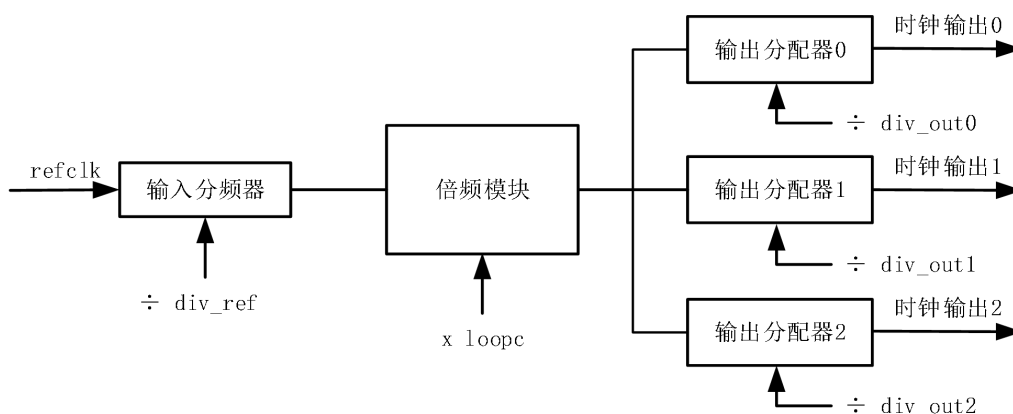 输出分配器0
时钟输出0
÷ div_out0
refclk
输入分频器
÷ div_ref
倍频模块
x loopc
输出分配器1
时钟输出1
÷ div_out1
输出分配器2
时钟输出2
÷ div_out2